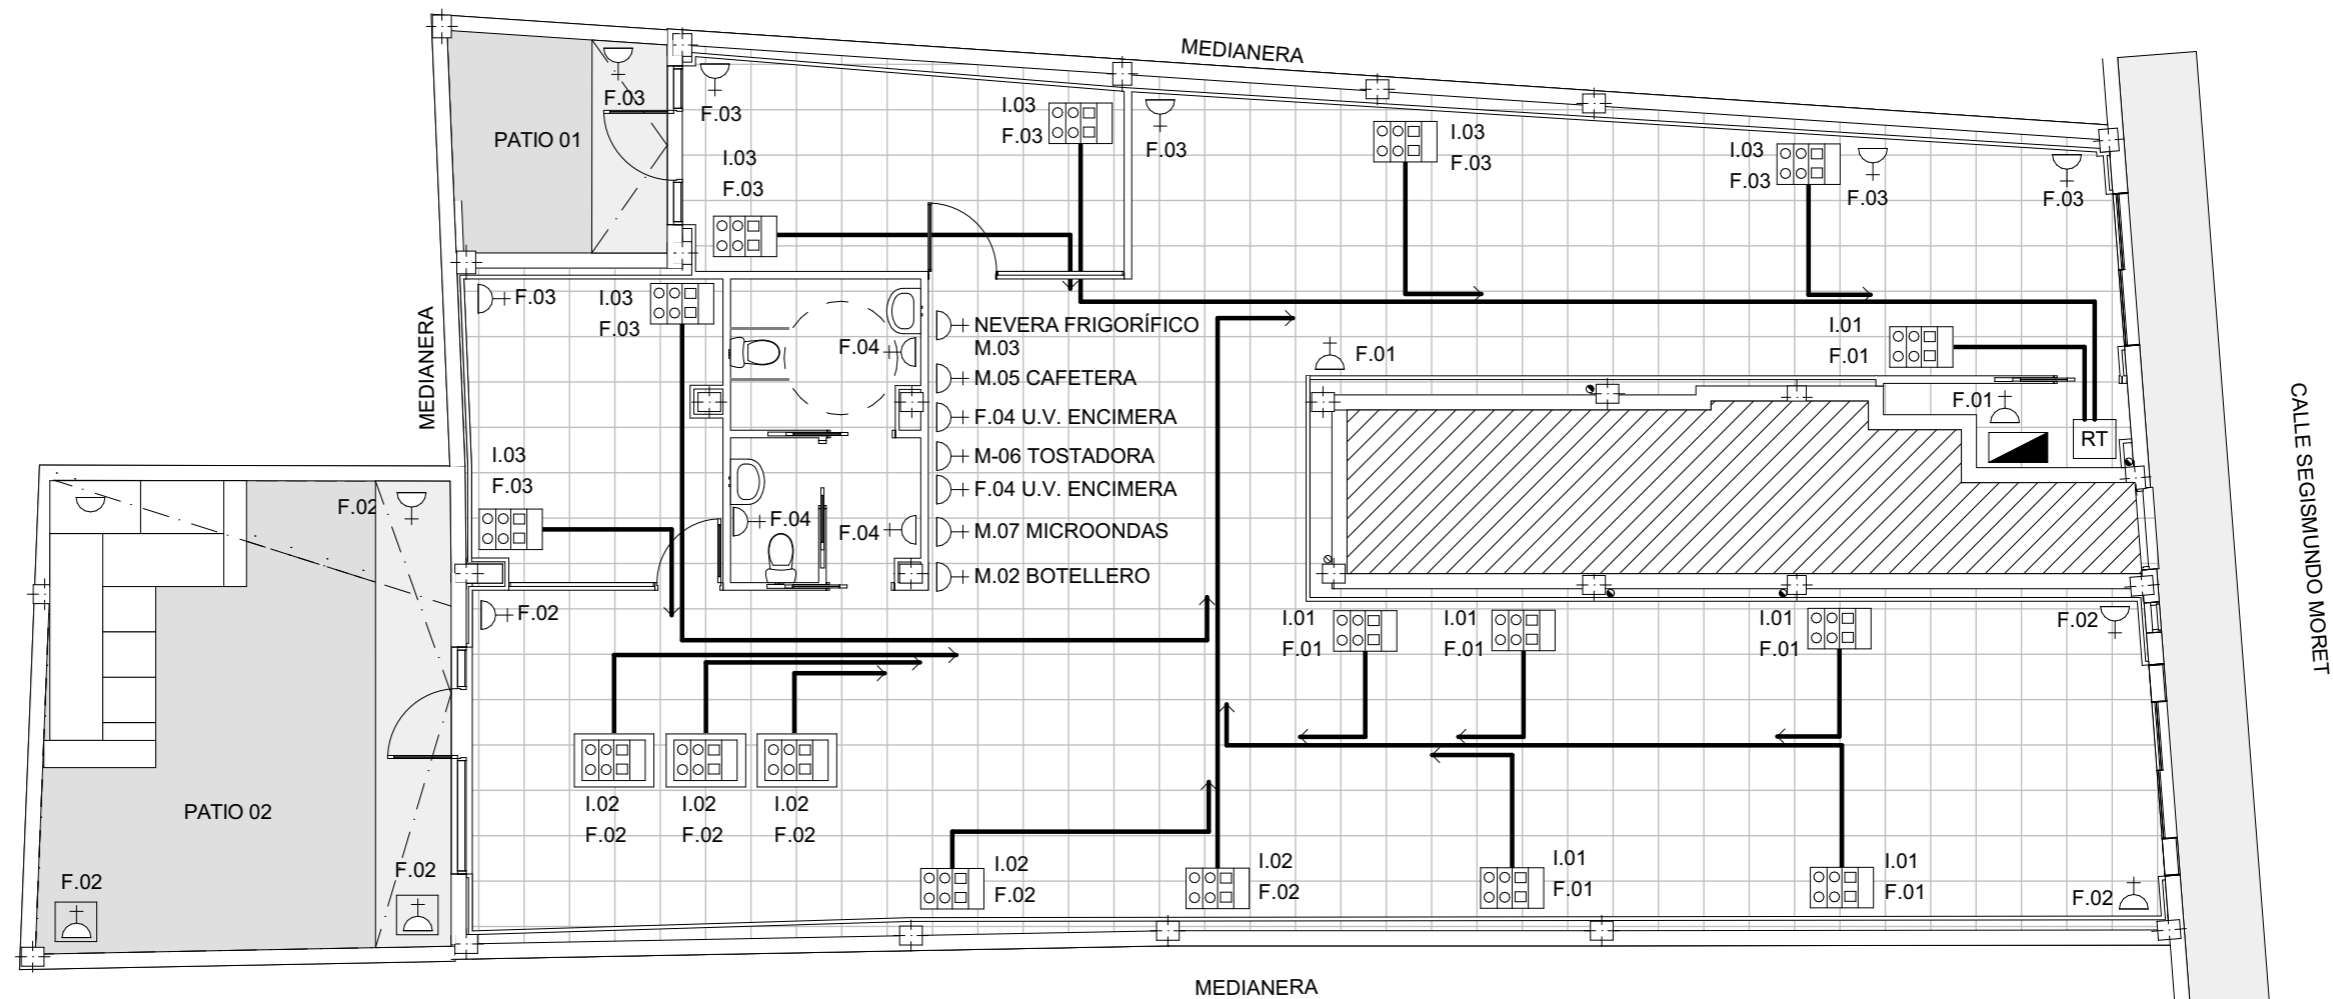 MEDIANERA
F.03
F.03
PATIO 01
I.03
F.03
I.03
F.03
F.03
I.03
F.03
I.03
F.03
F.03
F.03
MEDIANERA
F.03
I.03
F.03
F.04
NEVERA FRIGORÍFICO
M.03
M.05 CAFETERA
F.04 U.V. ENCIMERA
M-06 TOSTADORA
F.04 U.V. ENCIMERA
M.07 MICROONDAS
M.02 BOTELLERO
F.04
F.04
F.01
I.01
F.01
F.01
RT
CALLE SEGISMUNDO MORET
I.03
F.03
F.02
F.02
I.01
F.01
I.01
F.01
I.01
F.01
F.02
PATIO 02
I.02
F.02
I.02
F.02
I.02
F.02
F.02
F.02
I.02
F.02
I.02
F.02
I.01
F.01
I.01
F.01
F.02
MEDIANERA